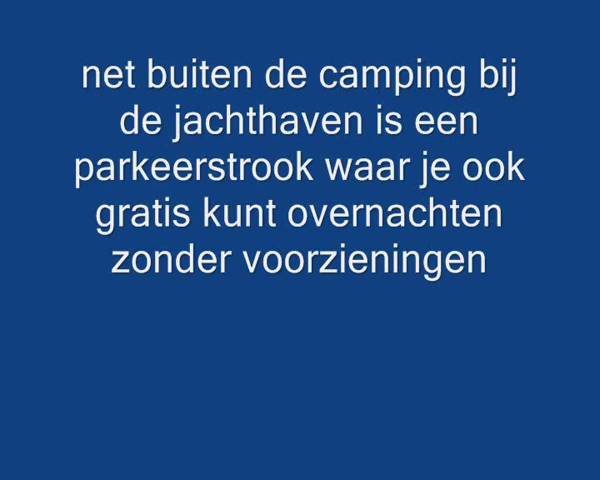 net buiten de camping bij
de jachthaven is een
parkeerstrook waar je ook
gratis kunt overnachten
zonder voorzieningen